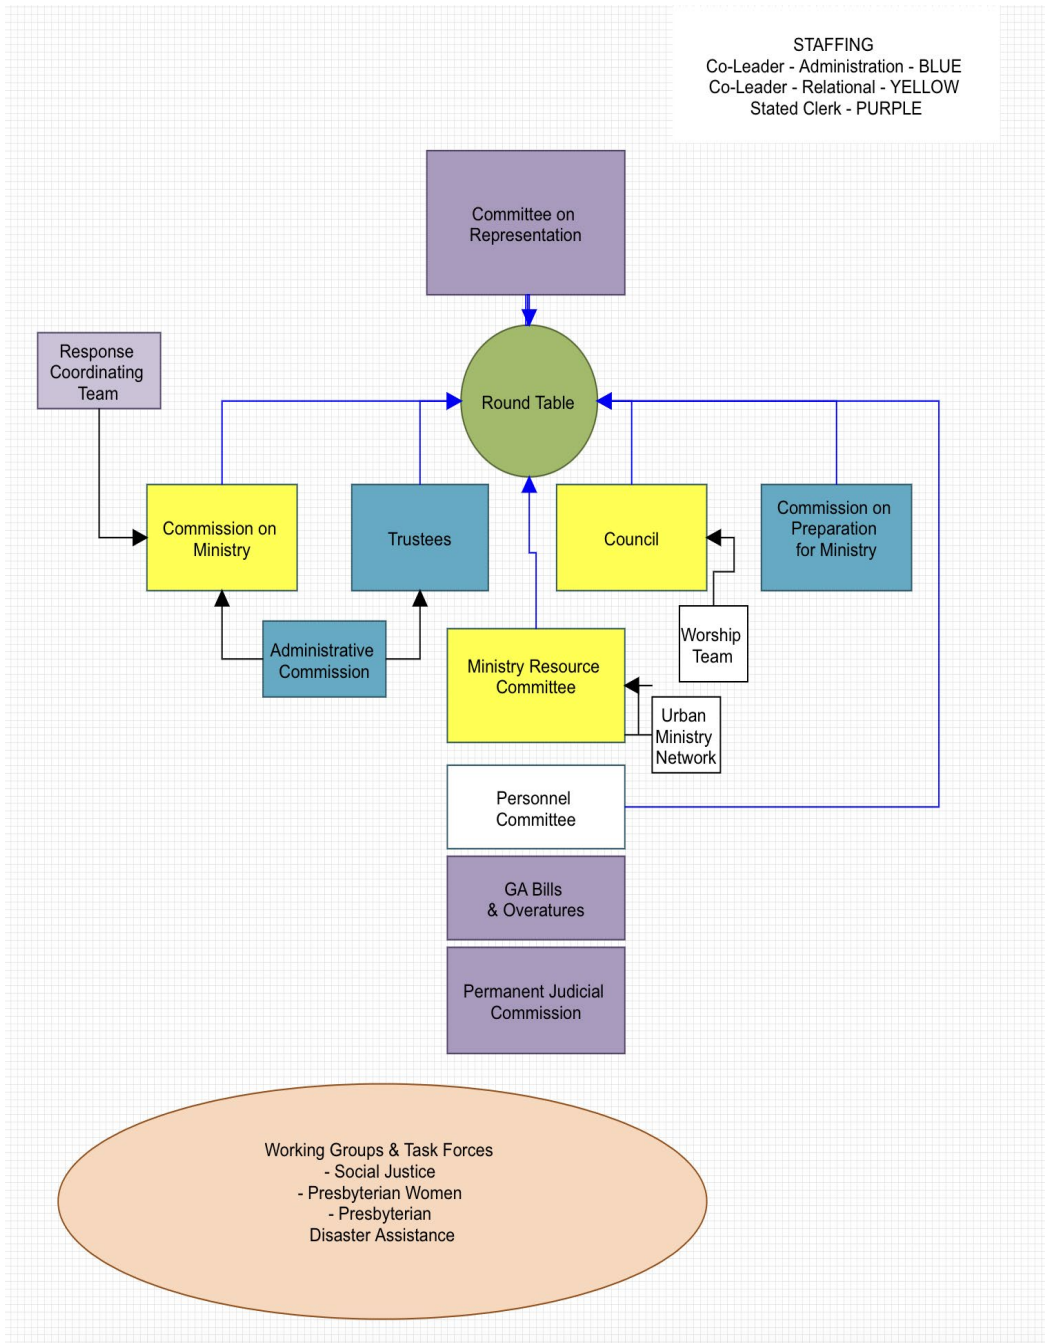 STAFFING
Co-Leader - Administration - BLUE
Co-Leader - Relational - YELLOW
Stated Clerk - PURPLE
Committee on
Representation
Response
Coordinating
Team
Round Table
Commission on
Ministry
Trustees
Council
Commission on
Preparation
for Ministry
Administrative
Commission
Ministry Resource
Committee
Worship
Team
Urban
Ministry
Network
Personnel
Committee
GA Bills
& Overatures
Permanent Judicial
Commission
Working Groups & Task Forces
- Social Justice
- Presbyterian Women
- Presbyterian
Disaster Assistance